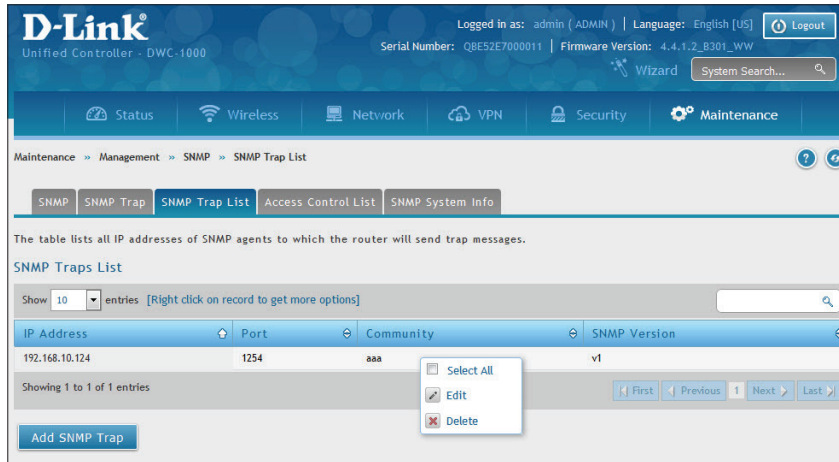 D-Link®
Logged in as: admin ( ADMIN ) | Language: English [US]
Logout
Unified Controller - DWC-1000
Serial Number: QBE52E7000011 | Firmware Version: 4.4.1.2_B301_WW
Wizard
System Search...
Status
Wireless
Network
VPN
Security
Maintenance
Maintenance » Management » SNMP » SNMP Trap List
?
SNMP
SNMP Trap
SNMP Trap List
Access Control List
SNMP System Info
The table lists all IP addresses of SNMP agents to which the router will send trap messages.
SNMP Traps List
Show 10 entries [Right click on record to get more options]
IP Address Port Community SNMP Version
192.168.10.124 1254 aaa v1
Select All
Edit
Delete
Showing 1 to 1 of 1 entries
First Previous 1 Next Last
Add SNMP Trap